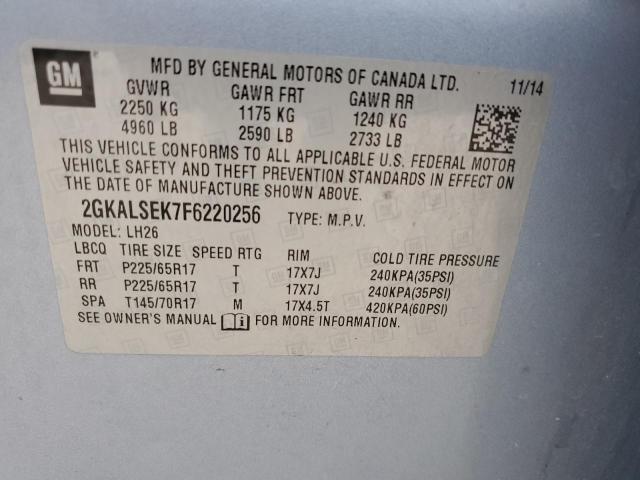 GM
MFD BY GENERAL MOTORS OF CANADA LTD. 11/14
GVWR GAWR FRT GAWR RR
2250 KG 1175 KG 1240 KG
4960 LB 2590 LB 2733 LB
THIS VEHICLE CONFORMS TO ALL APPLICABLE U.S. FEDERAL MOTOR
VEHICLE SAFETY AND THEFT PREVENTION STANDARDS IN EFFECT ON
THE DATE OF MANUFACTURE SHOWN ABOVE.
2GKALSEK7F6220256 TYPE: M.P.V.
MODEL: LH26
LBCQ TIRE SIZE SPEED RTG RIM COLD TIRE PRESSURE
FRT P225/65R17 T 17X7J 240KPA(35PSI)
RR P225/65R17 T 17X7J 240KPA(35PSI)
SPA T145/70R17 M 17X4.5T 420KPA(60PSI)
SEE OWNER'S MANUAL FOR MORE INFORMATION.